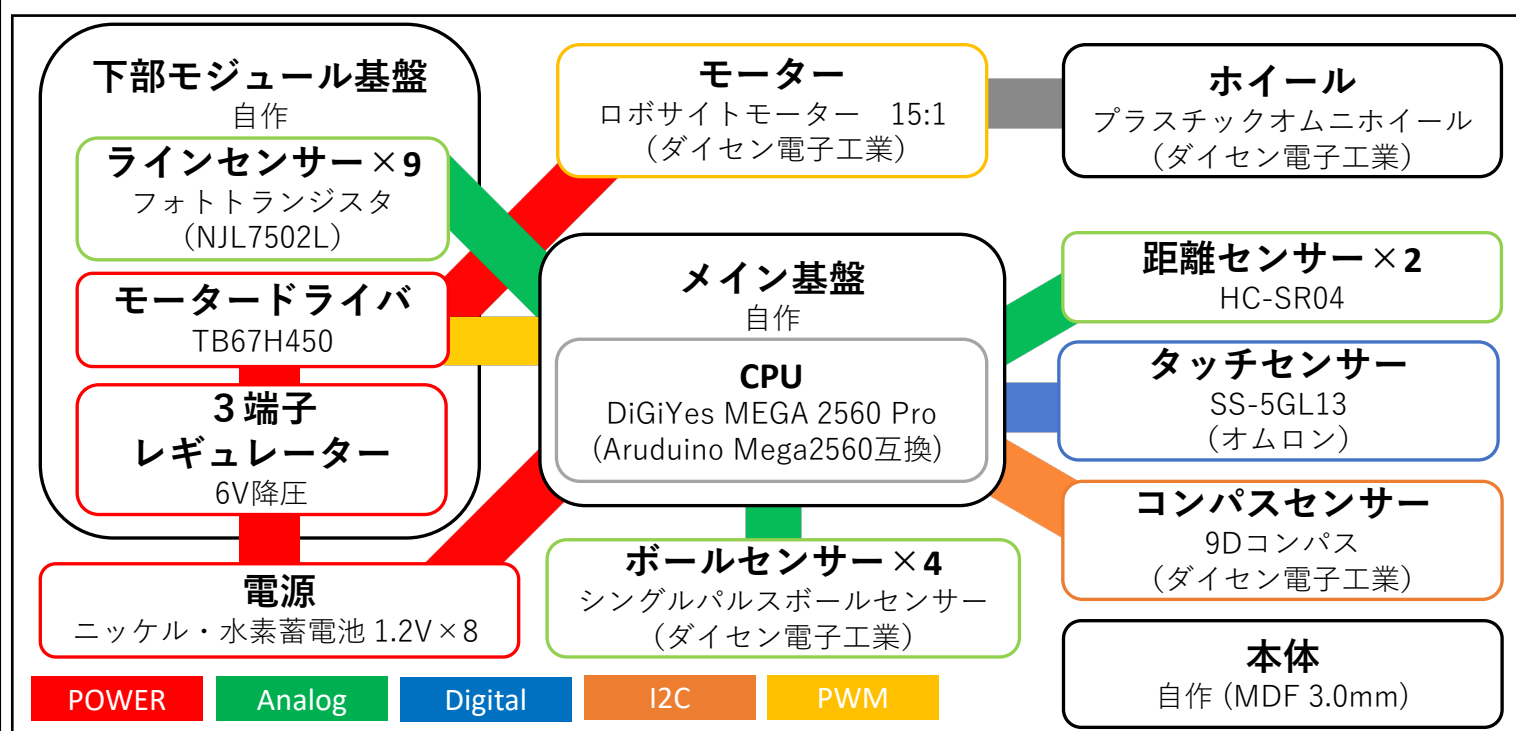 下部モジュール基盤
自作
ラインセンサー×9
フォトトランジスタ
(NJL7502L)
モータードライバ
TB67H450
３端子
レギュレーター
6V降圧
電源
ニッケル・水素蓄電池 1.2V×8
モーター
ロボサイトモーター　15:1
(ダイセン電子工業)
ホイール
プラスチックオムニホイール
(ダイセン電子工業)
メイン基盤
自作
CPU
DiGiYes MEGA 2560 Pro
(Aruduino Mega2560互換)
ボールセンサー×4
シングルパルスボールセンサー
(ダイセン電子工業)
距離センサー×2
HC-SR04
タッチセンサー
SS-5GL13
(オムロン)
コンパスセンサー
9Dコンパス
(ダイセン電子工業)
本体
自作 (MDF 3.0mm)
POWER
Analog
Digital
I2C
PWM